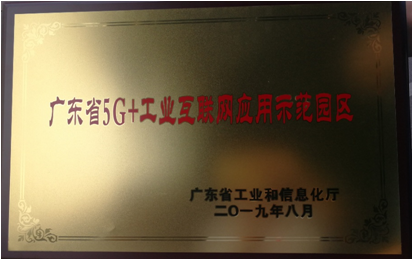 广东省5G+工业互联网应用示范园区
广东省工业和信息化厅
二〇一九年八月